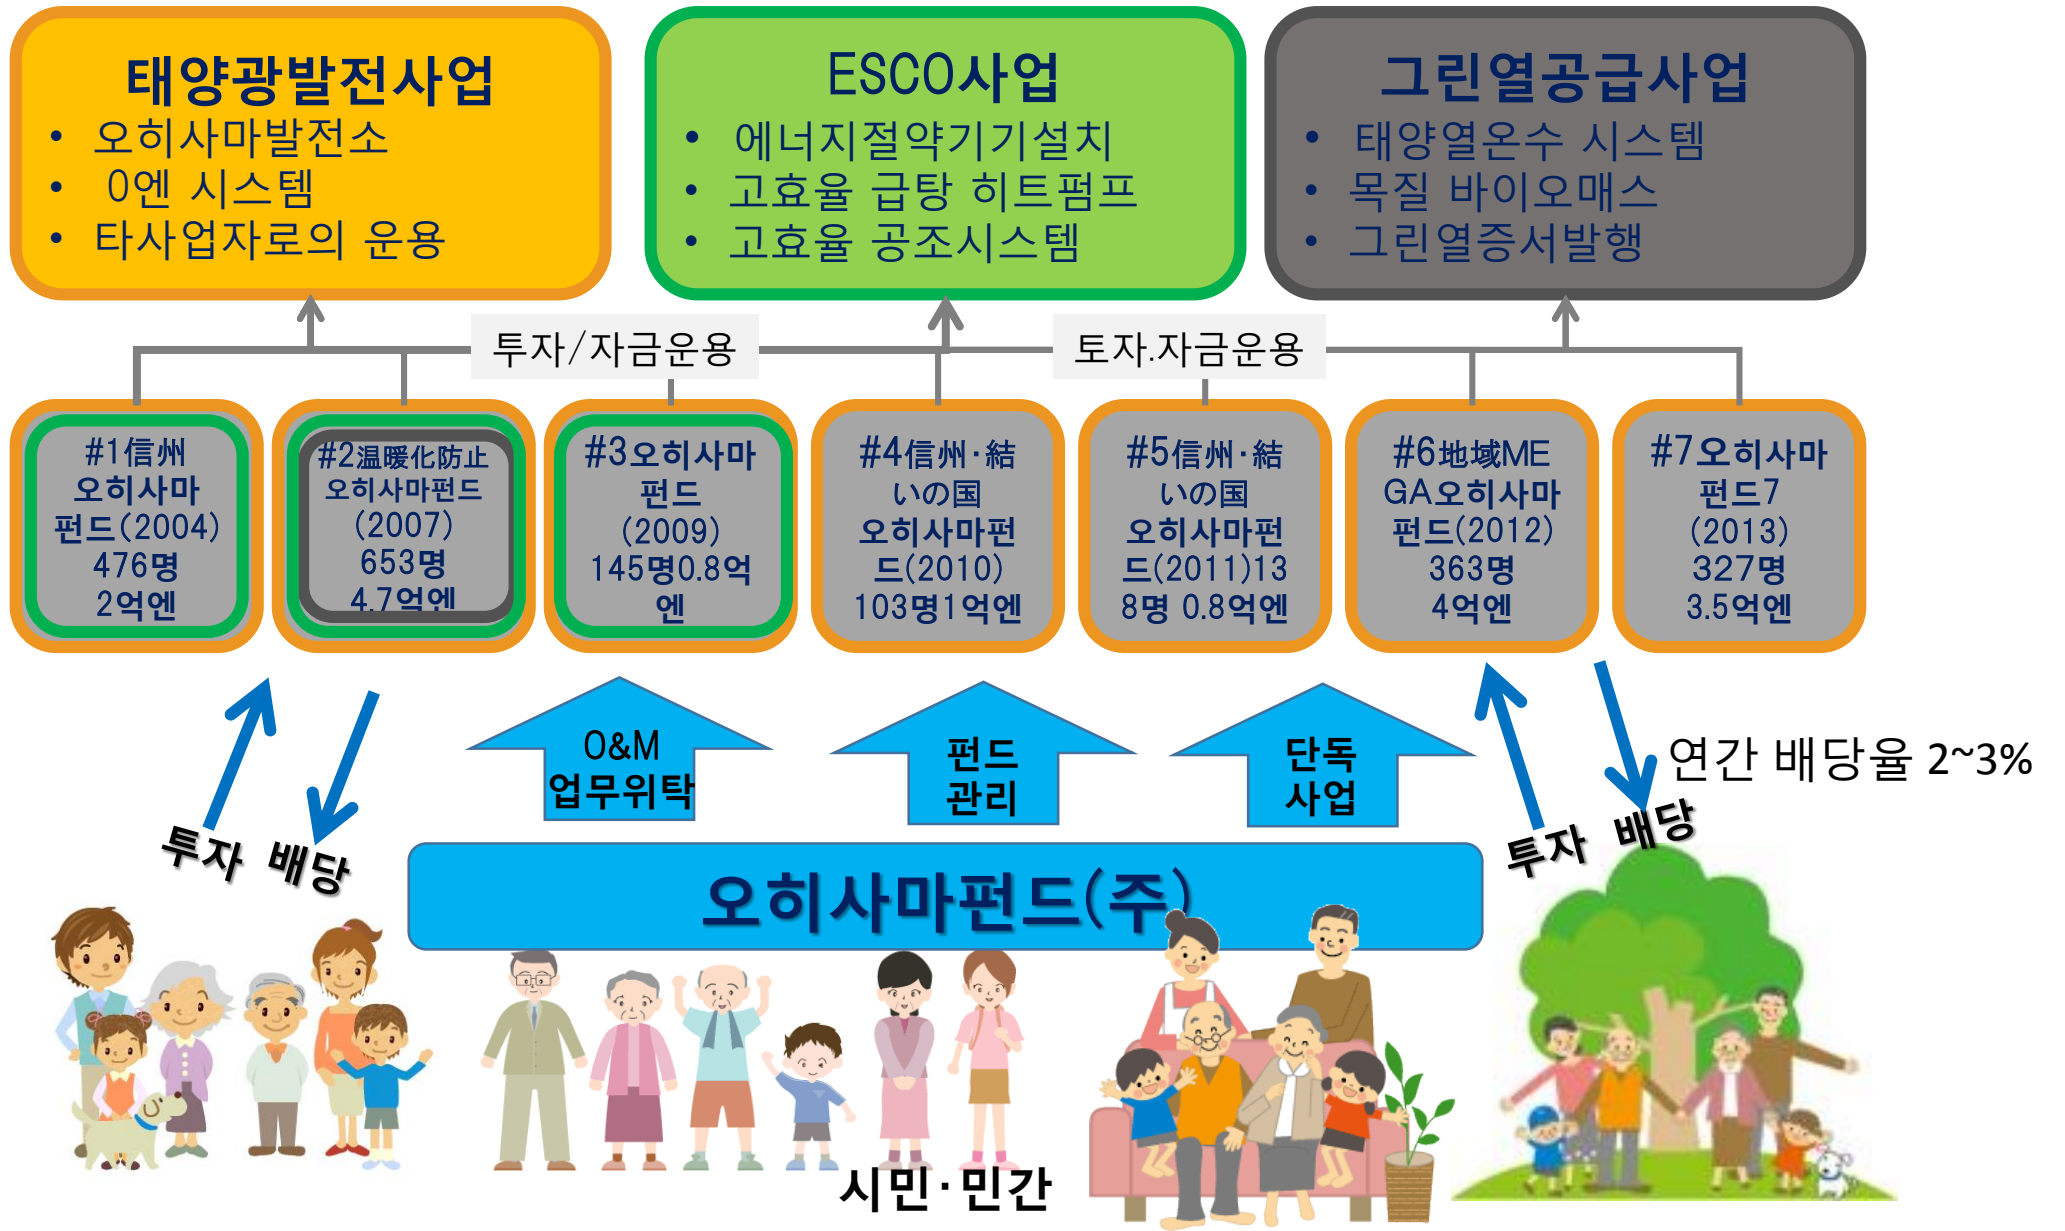 태양광발전사업
• 오히사마발전소
• 0엔 시스템
• 타사업자로의 운용
ESCO사업
• 에너지절약기기설치
• 고효율 급탕 히트펌프
• 고효율 공조시스템
그린열공급사업
• 태양열온수 시스템
• 목질 바이오매스
• 그린열증서발행
투자/자금운용
토자.자금운용
#1信州
오히사마
펀드(2004)
476명
2억엔
#2温暖化防止
오히사마펀드
(2007)
653명
4.7억엔
#3오히사마
펀드
(2009)
145명0.8억
엔
#4信州·結
いの国
오히사마펀
드(2010)
103명1억엔
#5信州·結
いの国
오히사마펀
드(2011)13
8명 0.8억엔
#6地域ME
GA오히사마
펀드(2012)
363명
4억엔
#7오히사마
펀드7
(2013)
327명
3.5억엔
O&M
업무위탁
펀드
관리
단독
사업
연간 배당율 2~3%
투자 배당
투자 배당
오히사마펀드(주)
시민·민간